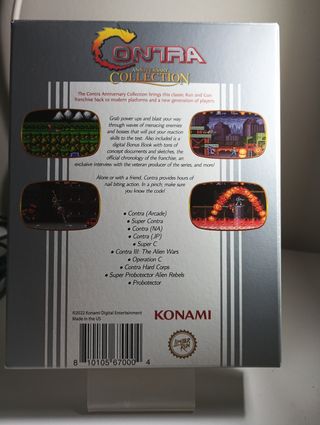 CONTRA
ANNIVERSARY
COLLECTION
The Contra Anniversary Collection brings this classic Run and Gun
franchise back to modern platforms and a new generation of players
Grab power ups and blast your way
through waves of menacing enemies
and bosses that will put your reaction
skills to the test. Also included is a
digital Bonus Book with tons of
concept documents and sketches, the
official chronology of the franchise, an
exclusive interview with the veteran producer of the series, and more!
Alone or with a friend, Contra provides hours of
nail biting action. In a pinch, make sure
you know the code!
• Contra (Arcade)
• Super Contra
• Contra (NA)
• Contra (JP)
• Super C
• Contra III: The Alien Wars
• Operation C
• Contra Hard Corps
• Super Probotector Alien Rebels
• Probotector
©2022 Konami Digital Entertainment
Made in the US
KONAMI
LIMITED
RUN
8 10105 67000 4